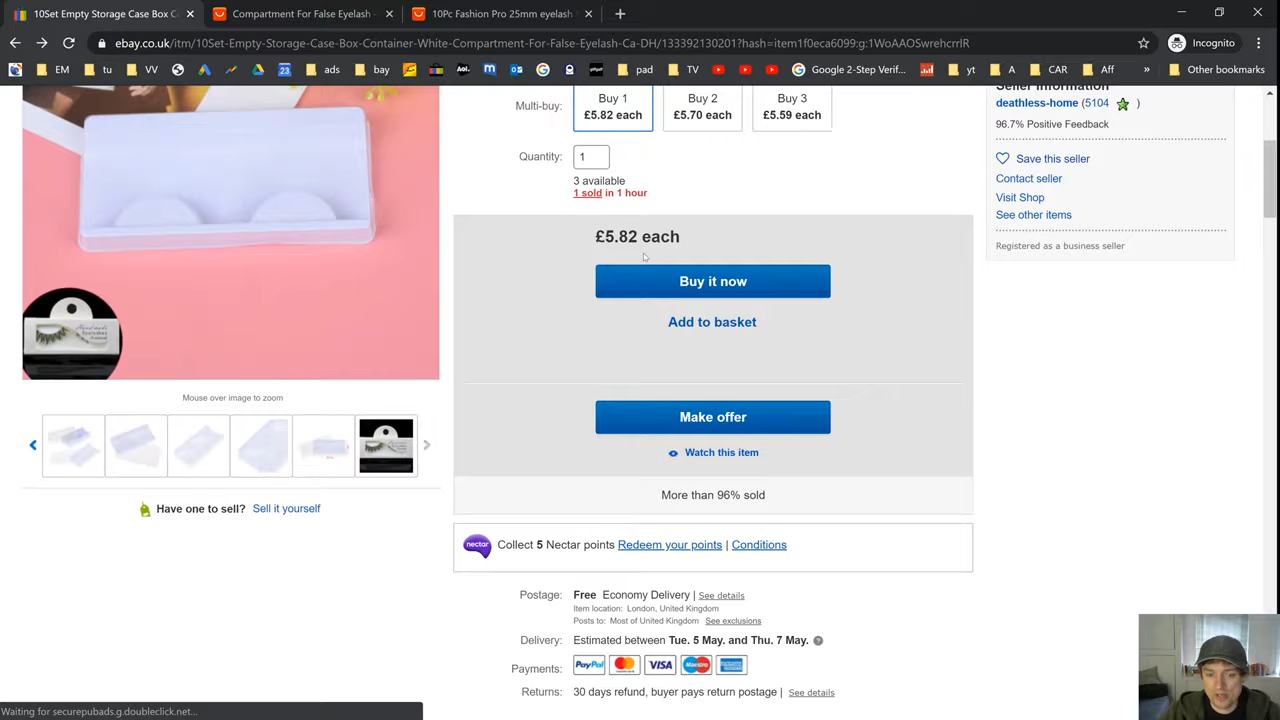 10Set Empty Storage Case Box C
Compartment For False Eyelash -
10Pc Fashion Pro 25mm eyelash
ebay.co.uk/itm/10Set-Empty-Storage-Case-Box-Container-White-Compartment-For-False-Eyelash-Ca-DH/133392130201?hash=item1f0eca6099:g:1WoAAOSwrehcrrlR
Incognito
EM
tu
VV
ads
23
bay
Aol.
pad
TV
Google 2-Step Verif...
yt
A
CAR
Aff
»
Other bookmarks
Multi-buy:
Buy 1
£5.82 each
Buy 2
£5.70 each
Buy 3
£5.59 each
Quantity:
1
3 available
1 sold in 1 hour
£5.82 each
Buy it now
Add to basket
Make offer
Watch this item
More than 96% sold
nectar
Collect 5 Nectar points Redeem your points | Conditions
Postage:
Free Economy Delivery | See details
Item location: London, United Kingdom
Posts to: Most of United Kingdom See exclusions
Delivery:
Estimated between Tue. 5 May. and Thu. 7 May.
Payments:
PayPal
VISA
Returns:
30 days refund, buyer pays return postage | See details
Seller Information
deathless-home (5104 )
96.7% Positive Feedback
Save this seller
Contact seller
Visit Shop
See other items
Registered as a business seller
Mouse over image to zoom
Have one to sell? Sell it yourself
Waiting for securepubads.g.doubleclick.net...